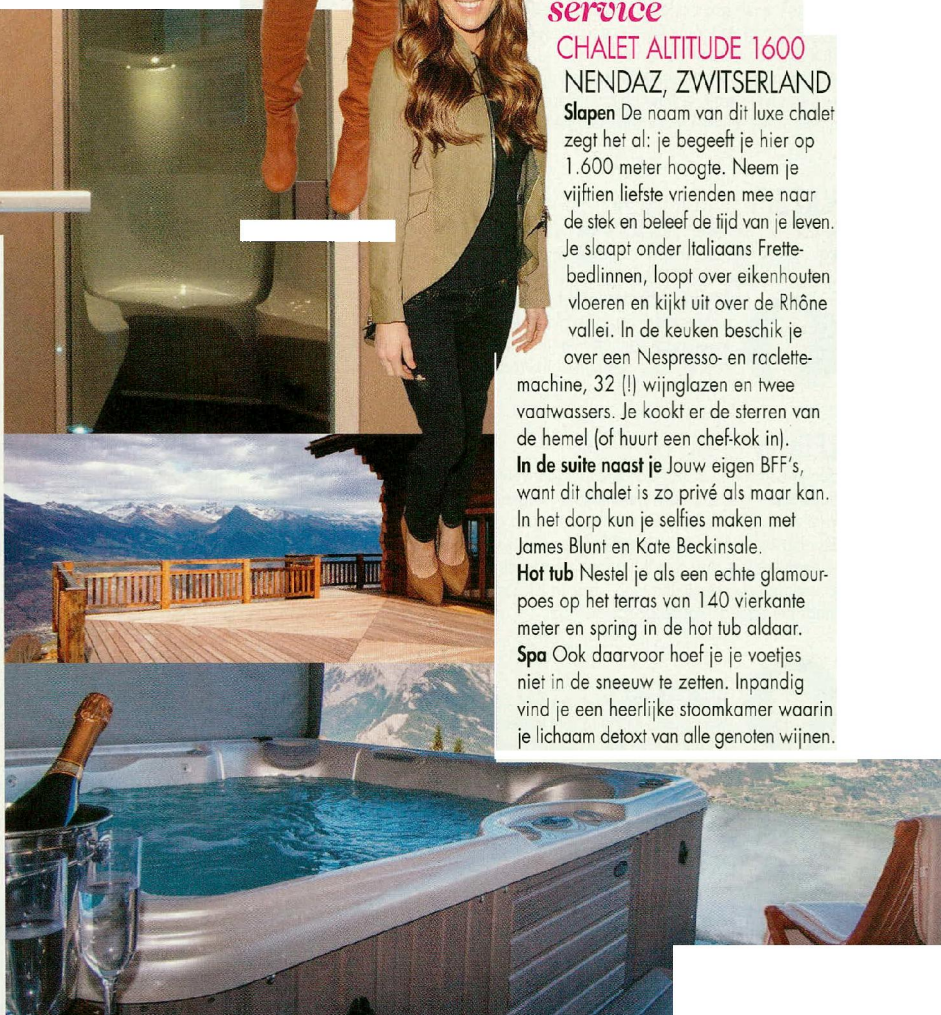 service
CHALET ALTITUDE 1600
NENDAZ, ZWITSERLAND
Slapen De naam van dit luxe chalet
zegt het al: je begeeft je hier op
1.600 meter hoogte. Neem je
vijftien liefste vrienden mee naar
de stek en beleef de tijd van je leven.
Je slaapt onder Italiaans Frette-
bedlinnen, loopt over eikenhouten
vloeren en kijkt uit over de Rhône
vallei. In de keuken beschik je
over een Nespresso- en raclette-
machine, 32 (!) wijnglazen en twee
vaatwassers. Je kookt er de sterren van
de hemel (of huurt een chef-kok in).
In de suite naast je Jouw eigen BFF's,
want dit chalet is zo privé als maar kan.
In het dorp kun je selfies maken met
James Blunt en Kate Beckinsale.
Hot tub Nestel je als een echte glamour-
poes op het terras van 140 vierkante
meter en spring in de hot tub aldaar.
Spa Ook daarvoor hoef je je voetjes
niet in de sneeuw te zetten. Inpandig
vind je een heerlijke stoomkamer waarin
je lichaam detoxt van alle genoten wijnen.